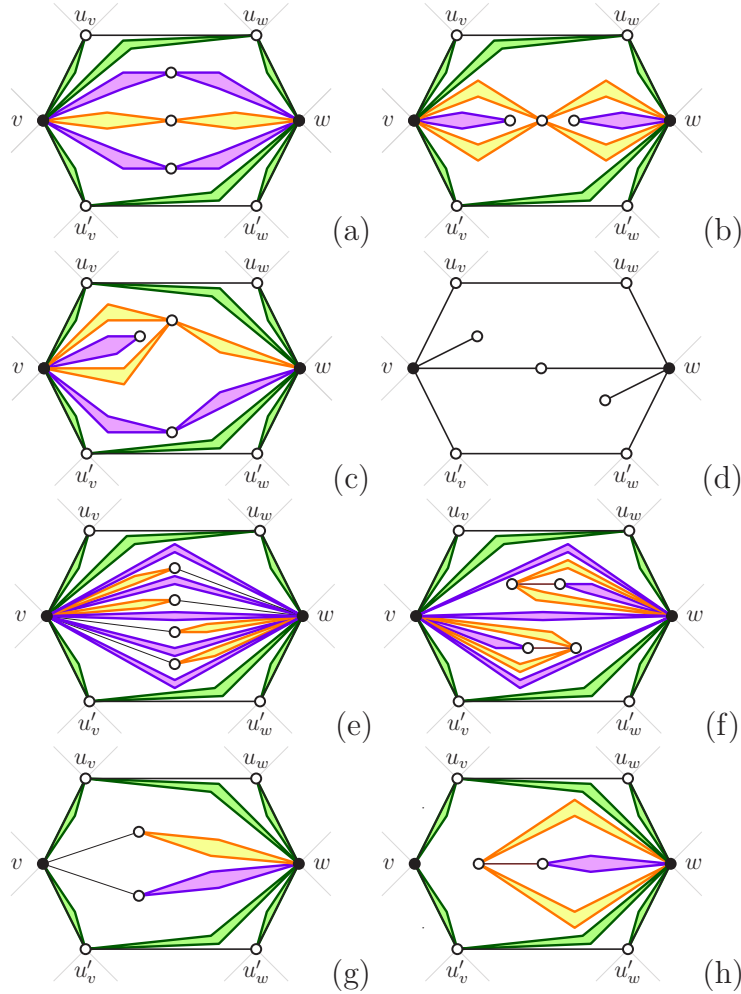 u_v u_w u_v u_w
v w v w
u'_v u'_w (a) u'_v u'_w (b)
u_v u_w u_v u_w
v w v w
u'_v u'_w (c) u'_v u'_w (d)
u_v u_w u_v u_w
v w v w
u'_v u'_w (e) u'_v u'_w (f)
u_v u_w u_v u_w
v w v w
u'_v u'_w (g) u'_v u'_w (h)